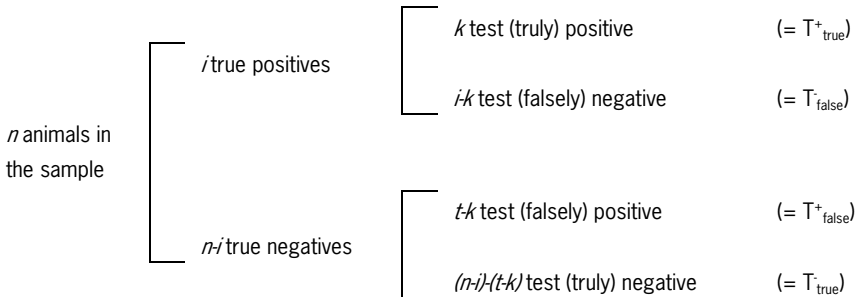 k test (truly) positive (= T⁺true)
i true positives
i-k test (falsely) negative (= T⁻false)
n animals in
the sample
t-k test (falsely) positive (= T⁺false)
n-i true negatives
(n-i)-(t-k) test (truly) negative (= T⁻true)